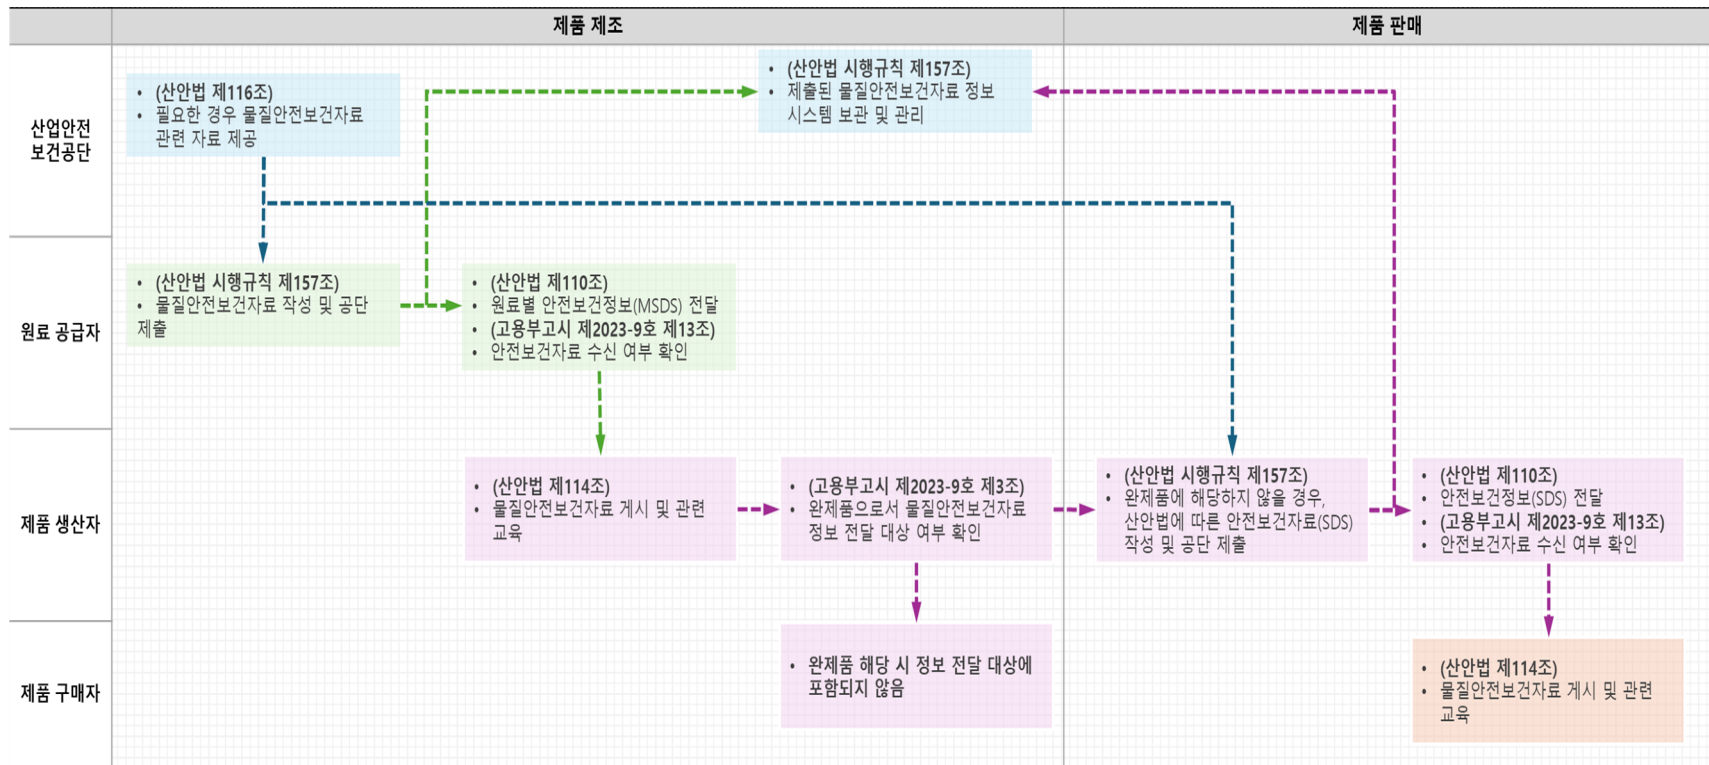 제품 제조
제품 판매
산업안전
보건공단
• (산안법 제116조)
• 필요한 경우 물질안전보건자료
관련 자료 제공
• (산안법 시행규칙 제157조)
• 제출된 물질안전보건자료 정보
시스템 보관 및 관리
원료 공급자
• (산안법 시행규칙 제157조)
• 물질안전보건자료 작성 및 공단
제출
• (산안법 제110조)
• 원료별 안전보건정보(MSDS) 전달
• (고용부고시 제2023-9호 제13조)
• 안전보건자료 수신 여부 확인
제품 생산자
• (산안법 제114조)
• 물질안전보건자료 게시 및 관련
교육
• (고용부고시 제2023-9호 제3조)
• 완제품으로서 물질안전보건자료
정보 전달 대상 여부 확인
• (산안법 시행규칙 제157조)
• 완제품에 해당하지 않을 경우,
산안법에 따른 안전보건자료(SDS)
작성 및 공단 제출
• (산안법 제110조)
• 안전보건정보(SDS) 전달
• (고용부고시 제2023-9호 제13조)
• 안전보건자료 수신 여부 확인
제품 구매자
• 완제품 해당 시 정보 전달 대상에
포함되지 않음
• (산안법 제114조)
• 물질안전보건자료 게시 및 관련
교육